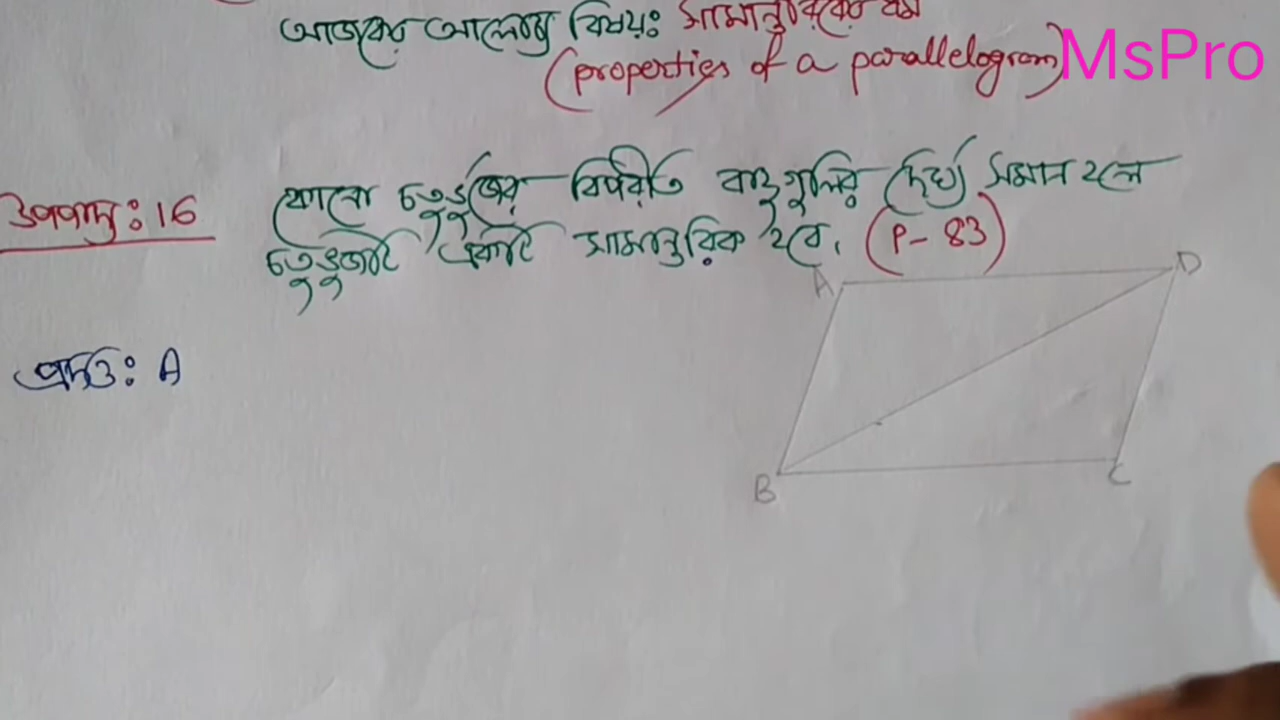 আজকের আলোচ্য বিষয়: সামান্তরিকের ধর্ম
(properties of a parallelogram)
MsPro
উপপাদ্য: 16
কোনো চতুর্ভুজের বিপরীত বাহুগুলির দৈর্ঘ্য সমান হলে
চতুর্ভুজটি একটি সামান্তরিক হবে। (P-83)
A
D
প্রদত্ত: A
B
C